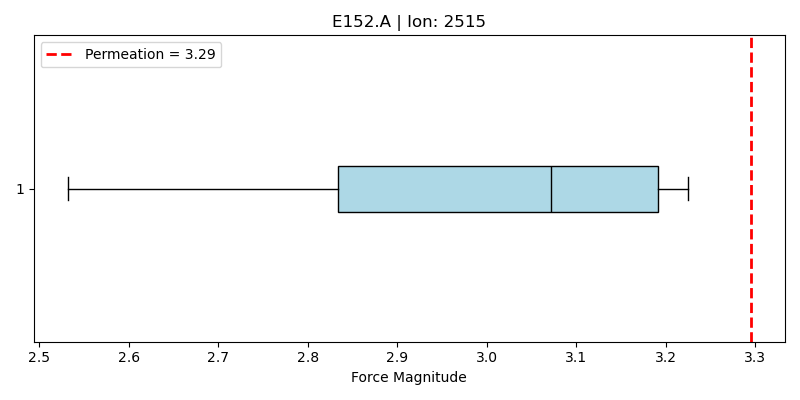 E152.A | Ion: 2515
Permeation = 3.29
1
2.5 2.6 2.7 2.8 2.9 3.0 3.1 3.2 3.3
Force Magnitude